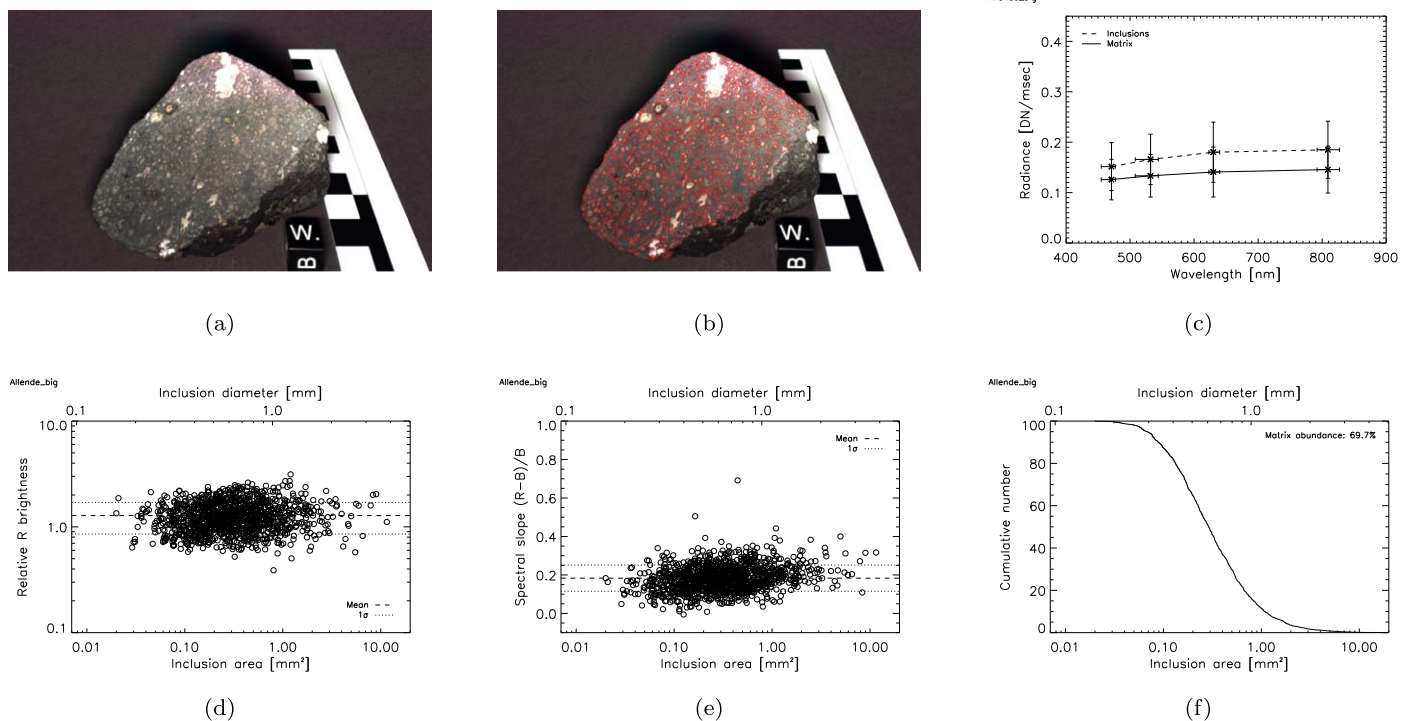 W.
B
W.
B
0.4
0.3
0.2
0.1
0.0
Radiance [DN/msec]
Inclusions
Matrix
400 500 600 700 800 900
Wavelength [nm]
(a)
(b)
(c)
Allende_big
Inclusion diameter [mm]
0.1 1.0
10.0
1.0
0.1
Relative R brightness
Mean
1σ
0.01 0.10 1.00 10.00
Inclusion area [mm²]
(d)
Allende_big
Inclusion diameter [mm]
0.1 1.0
1.0
0.8
0.6
0.4
0.2
0.0
Spectral slope (R−B)/B
Mean
1σ
0.01 0.10 1.00 10.00
Inclusion area [mm²]
(e)
Allende_big
Inclusion diameter [mm]
0.1 1.0
100
80
60
40
20
0
Cumulative number
Matrix abundance: 69.7%
0.01 0.10 1.00 10.00
Inclusion area [mm²]
(f)